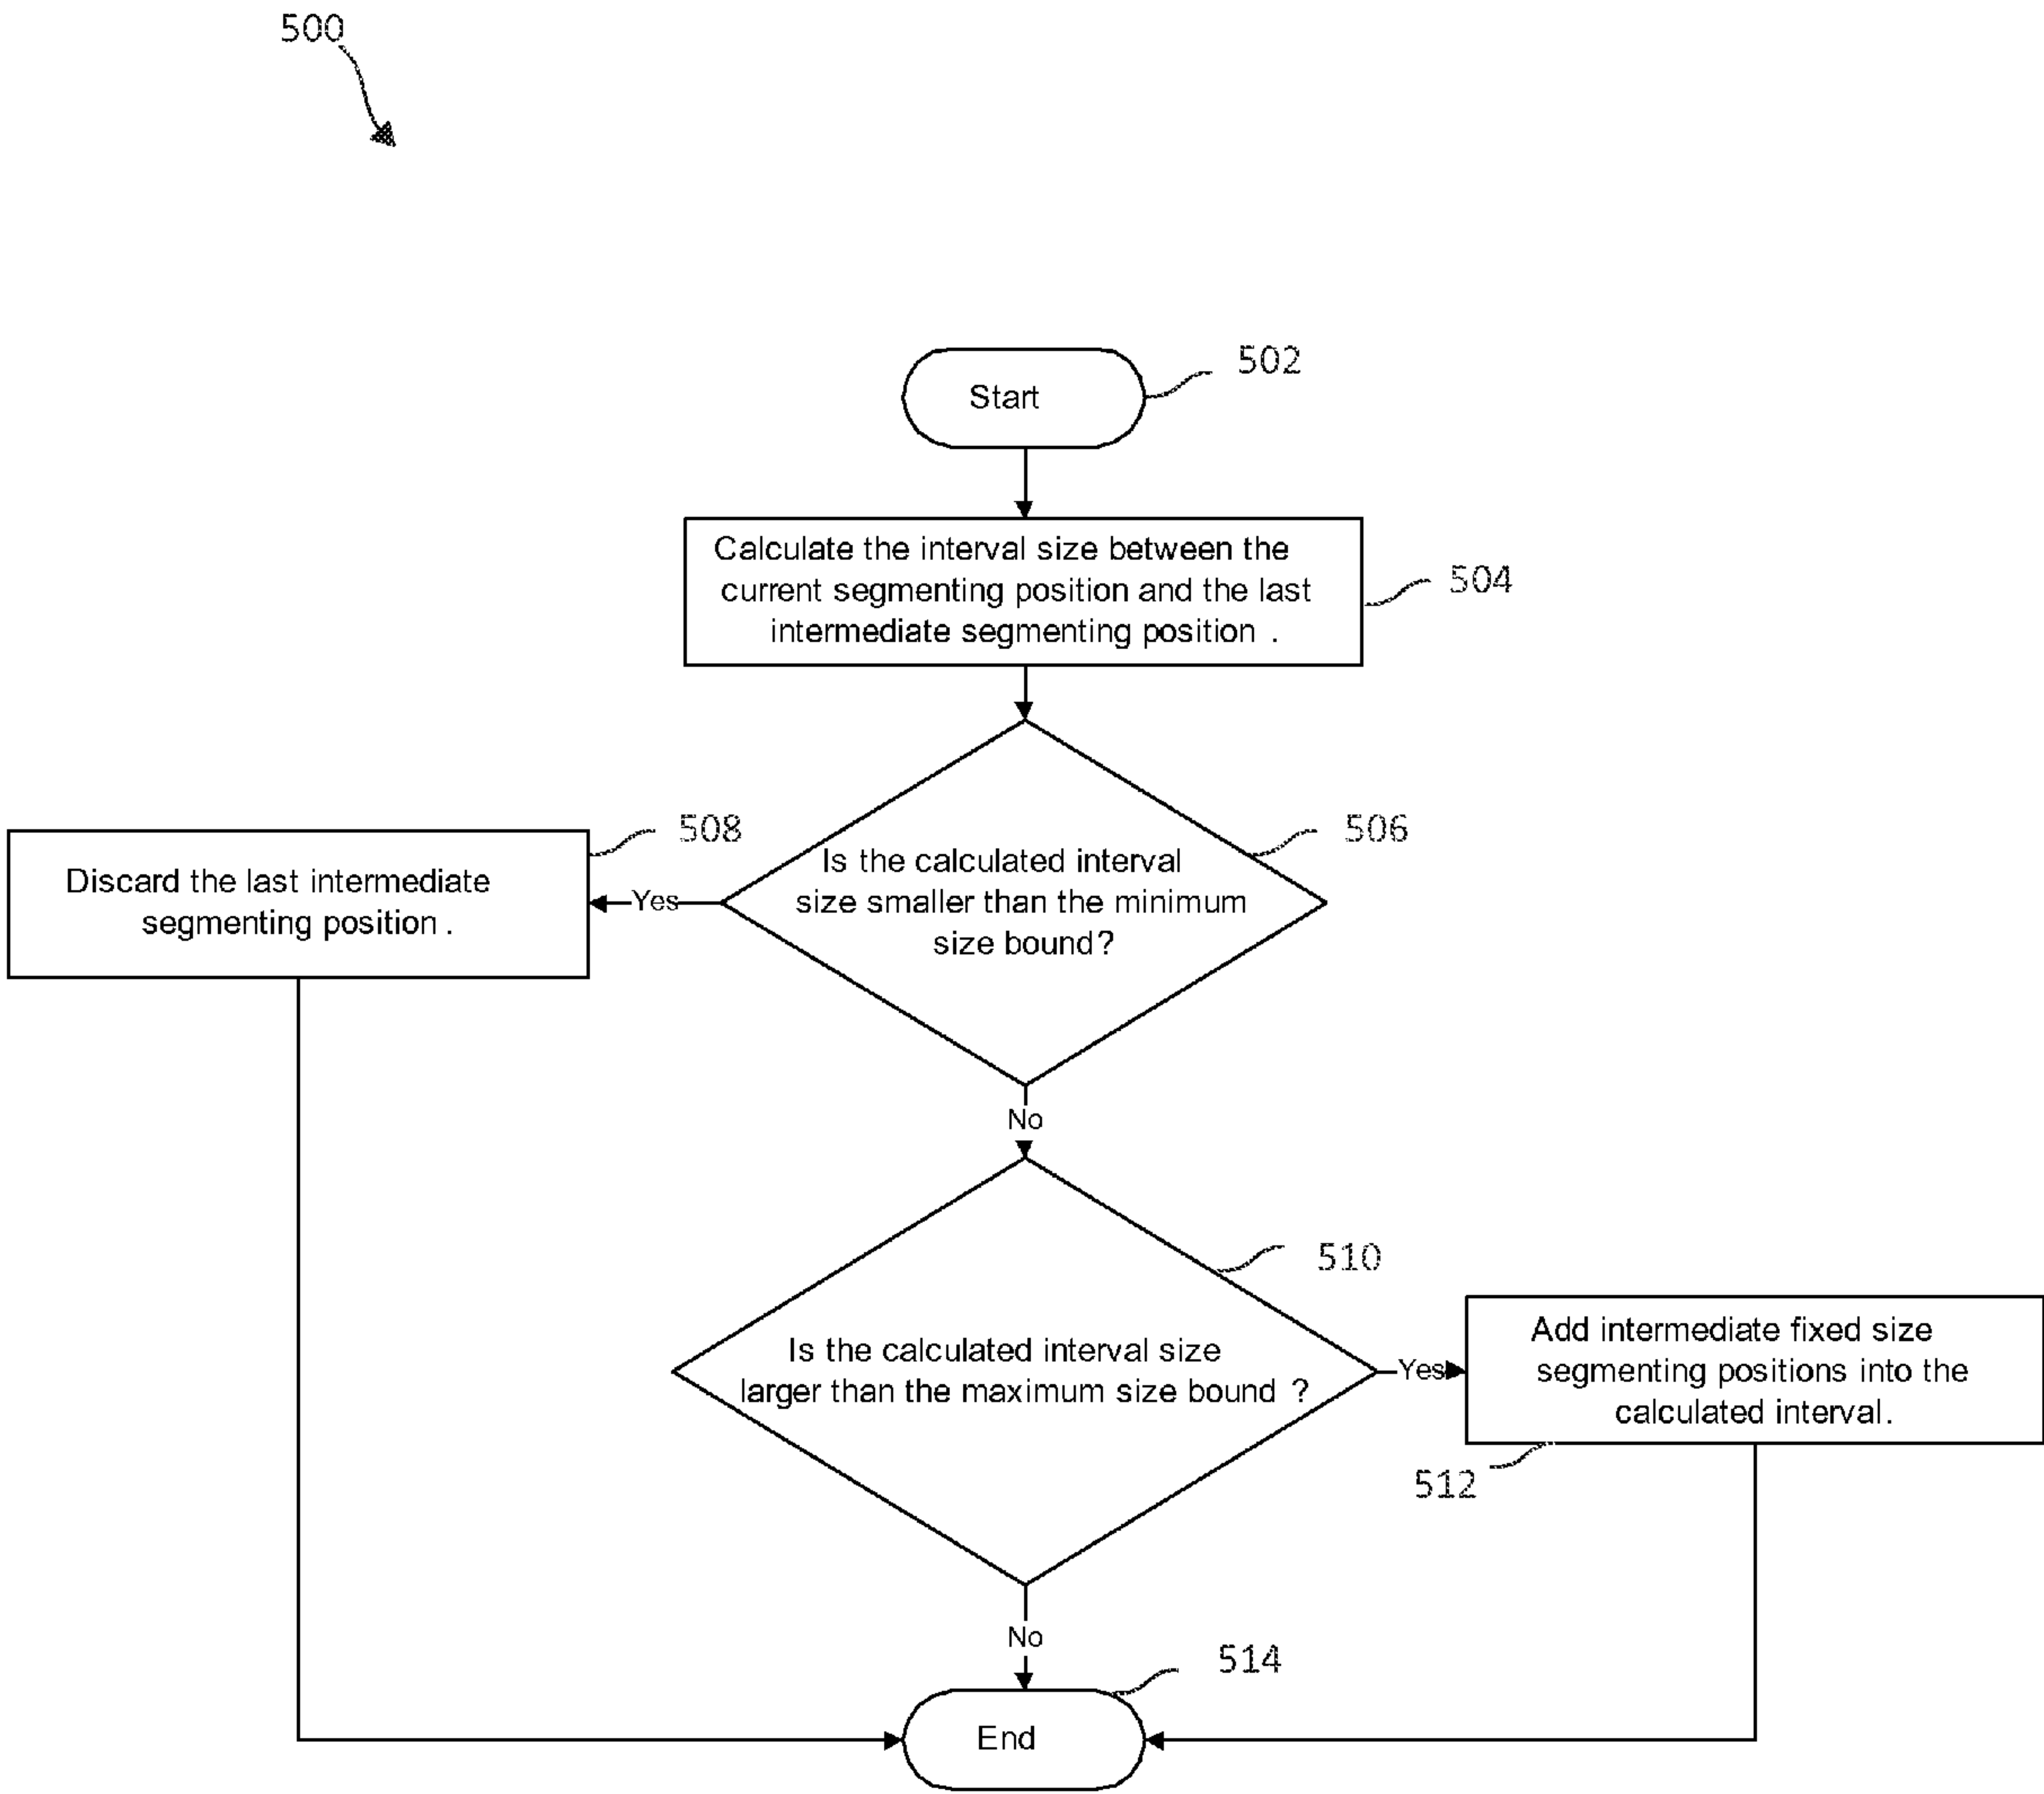 500
Start
502
Calculate the interval size between the
current segmenting position and the last
intermediate segmenting position .
504
508
506
Discard the last intermediate
segmenting position .
Yes
Is the calculated interval
size smaller than the minimum
size bound?
No
510
Is the calculated interval size
larger than the maximum size bound ?
Yes
Add intermediate fixed size
segmenting positions into the
calculated interval.
512
No
514
End